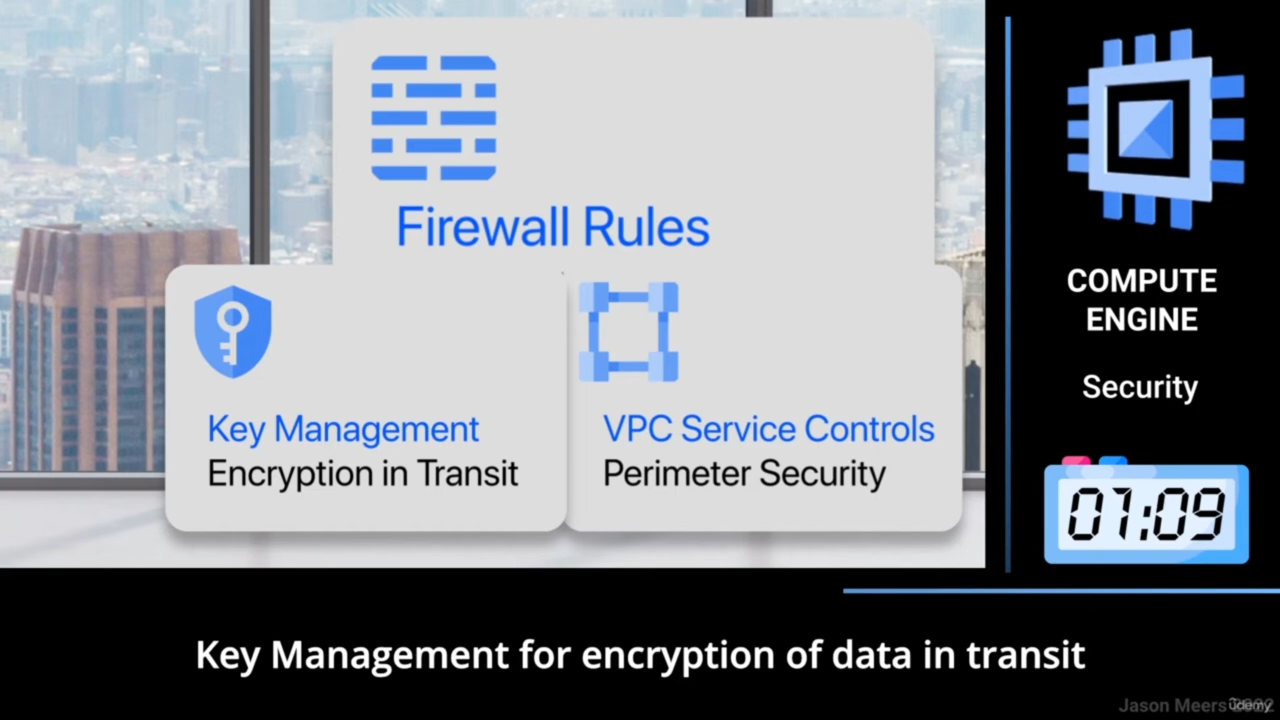 Firewall Rules
Key Management
Encryption in Transit
VPC Service Controls
Perimeter Security
COMPUTE
ENGINE
Security
01:09
Key Management for encryption of data in transit
Jason Meers
ûdemy